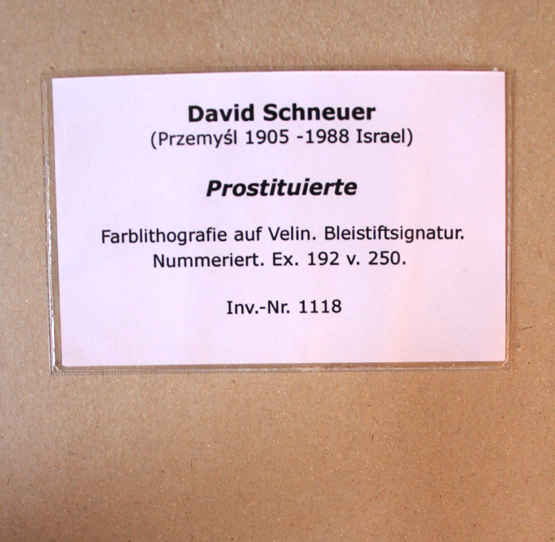 David Schneuer
(Przemyśl 1905 -1988 Israel)
Prostituierte
Farblithografie auf Velin. Bleistiftsignatur.
Nummeriert. Ex. 192 v. 250.
Inv.-Nr. 1118